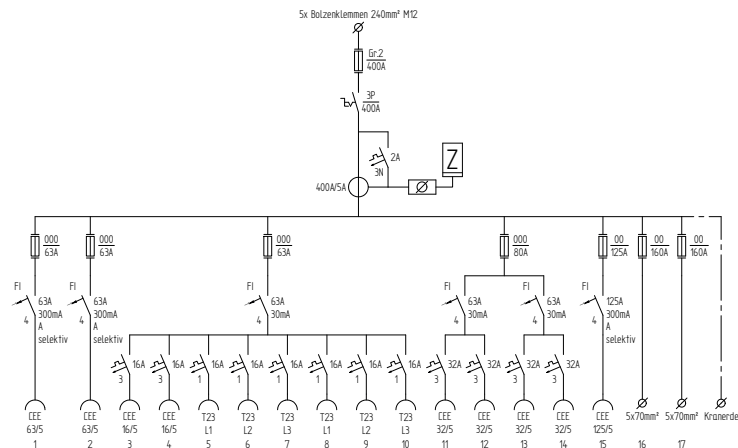 5x Bolzenklemmen 240mm² M12
Gr.2
400A
3P
400A
2A
3N
Z
400A/5A
000
63A
000
63A
000
63A
000
80A
00
125A
00
160A
00
160A
FI
63A
300mA
4
A
selektiv
FI
63A
300mA
4
A
selektiv
FI
63A
30mA
4
FI
63A
30mA
4
FI
63A
30mA
4
FI
125A
300mA
4
A
selektiv
16A
3
16A
3
16A
1
16A
1
16A
1
16A
1
16A
1
16A
1
32A
3
32A
3
32A
3
32A
3
CEE
63/5
1
CEE
63/5
2
CEE
16/5
3
CEE
16/5
4
T23
L1
5
T23
L2
6
T23
L3
7
T23
L1
8
T23
L2
9
T23
L3
10
CEE
32/5
11
CEE
32/5
12
CEE
32/5
13
CEE
32/5
14
CEE
125/5
15
5x70mm²
16
5x70mm²
17
Kranerde